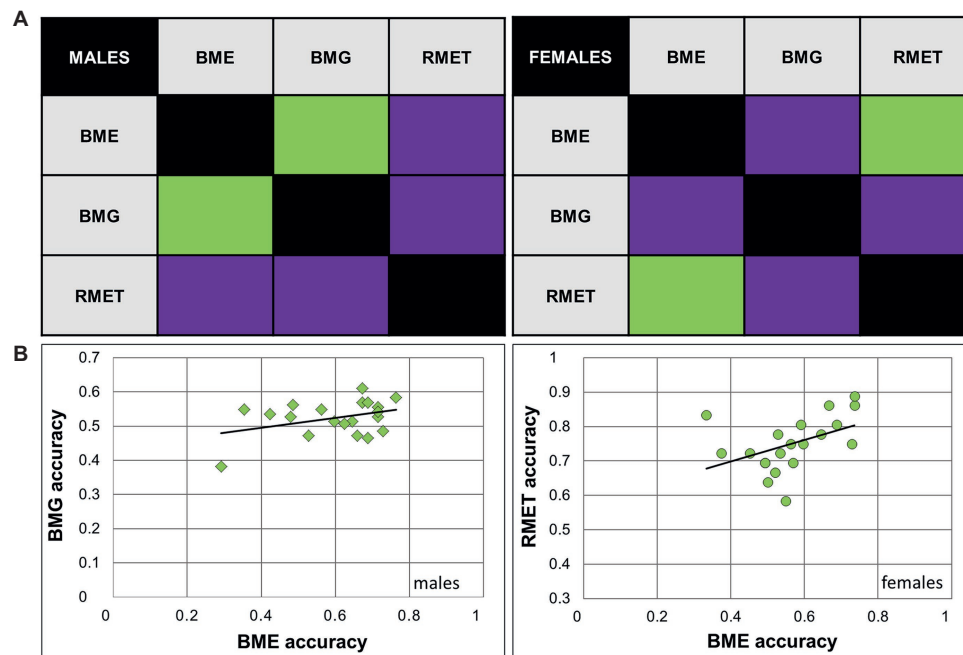 A
MALES BME BMG RMET
BME
BMG
RMET
FEMALES BME BMG RMET
BME
BMG
RMET
B
0.7
0.6
0.5
0.4
0.3
0.2
0.1
0
BMG accuracy
males
0.2 0.4 0.6 0.8 1
BME accuracy
1
0.9
0.8
0.7
0.6
0.5
0.4
0.3
RMET accuracy
females
0 0.2 0.4 0.6 0.8 1
BME accuracy